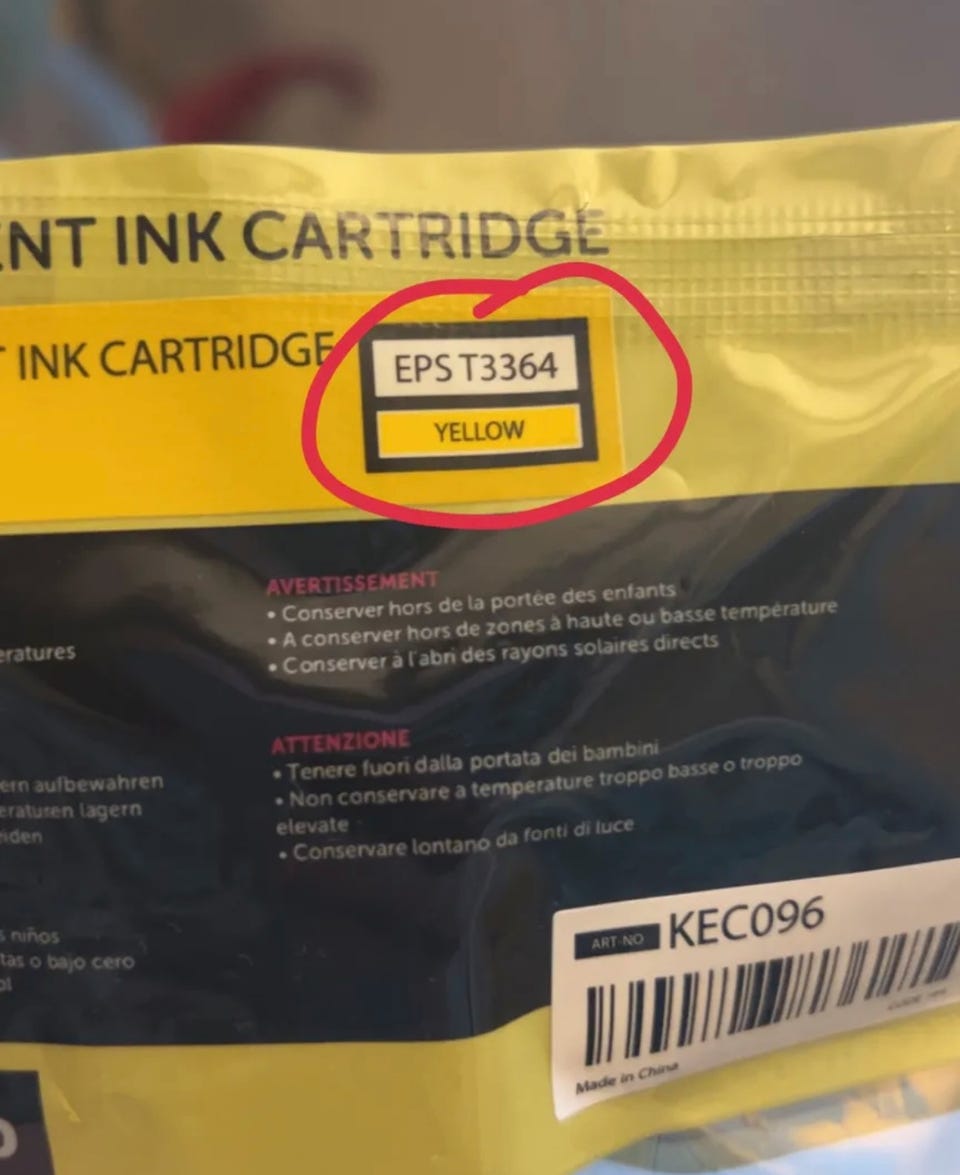 ENT INK CARTRIDGE
INK CARTRIDGE
EPS T3364
YELLOW
AVERTISSEMENT
• Conserver hors de la portée des enfants
• A conserver hors de zones à haute ou basse température
• Conserver à l'abri des rayons solaires directs
eratures
ATTENZIONE
• Tenere fuori dalla portata dei bambini
• Non conservare a temperature troppo basse o troppo
elevate
• Conservare lontano da fonti di luce
ern aufbewahren
eraturen lagern
iden
s niños
tas o bajo cero
ol
ART-NO KEC096
Made in China